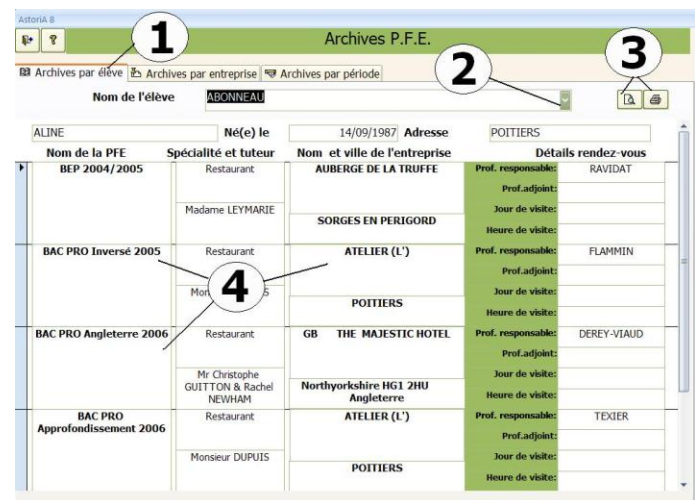 AstoriA 8
? Archives P.F.E.
1
3
2
Archives par élève Archives par entreprise Archives par période
Nom de l'élève ABONNEAU
ALINE Né(e) le 14/09/1987 Adresse POITIERS
Nom de la PFE Spécialité et tuteur Nom et ville de l'entreprise Détails rendez-vous
BEP 2004/2005 Restaurant AUBERGE DE LA TRUFFE Prof. responsable: RAVIDAT
Prof.adjoint:
Madame LEYMARIE Jour de visite:
SORGES EN PERIGORD Heure de visite:
BAC PRO Inversé 2005 Restaurant ATELIER (L') Prof. responsable: FLAMMIN
Prof.adjoint:
4
Jour de visite:
POITIERS Heure de visite:
BAC PRO Angleterre 2006 Restaurant GB THE MAJESTIC HOTEL Prof. responsable: DEREY-VIAUD
Prof.adjoint:
Mr Christophe Jour de visite:
GUITTON & Rachel Northyorkshire HG1 2HU
NEWHAM Angleterre Heure de visite:
BAC PRO Restaurant ATELIER (L') Prof. responsable: TEXIER
Approfondissement 2006 Prof.adjoint:
Monsieur DUPUIS Jour de visite:
POITIERS Heure de visite: